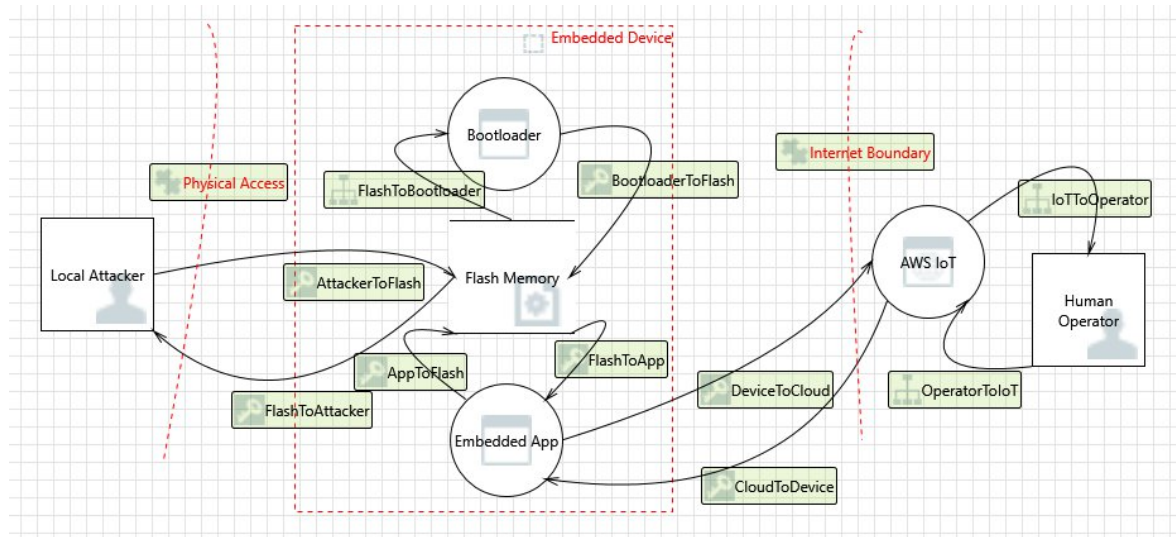 Embedded Device
Bootloader
Internet Boundary
Physical Access
FlashToBootloader
BootloaderToFlash
IoTToOperator
Local Attacker
AttackerToFlash
Flash Memory
AWS IoT
Human
Operator
AppToFlash
FlashToApp
DeviceToCloud
OperatorToIoT
FlashToAttacker
Embedded App
CloudToDevice